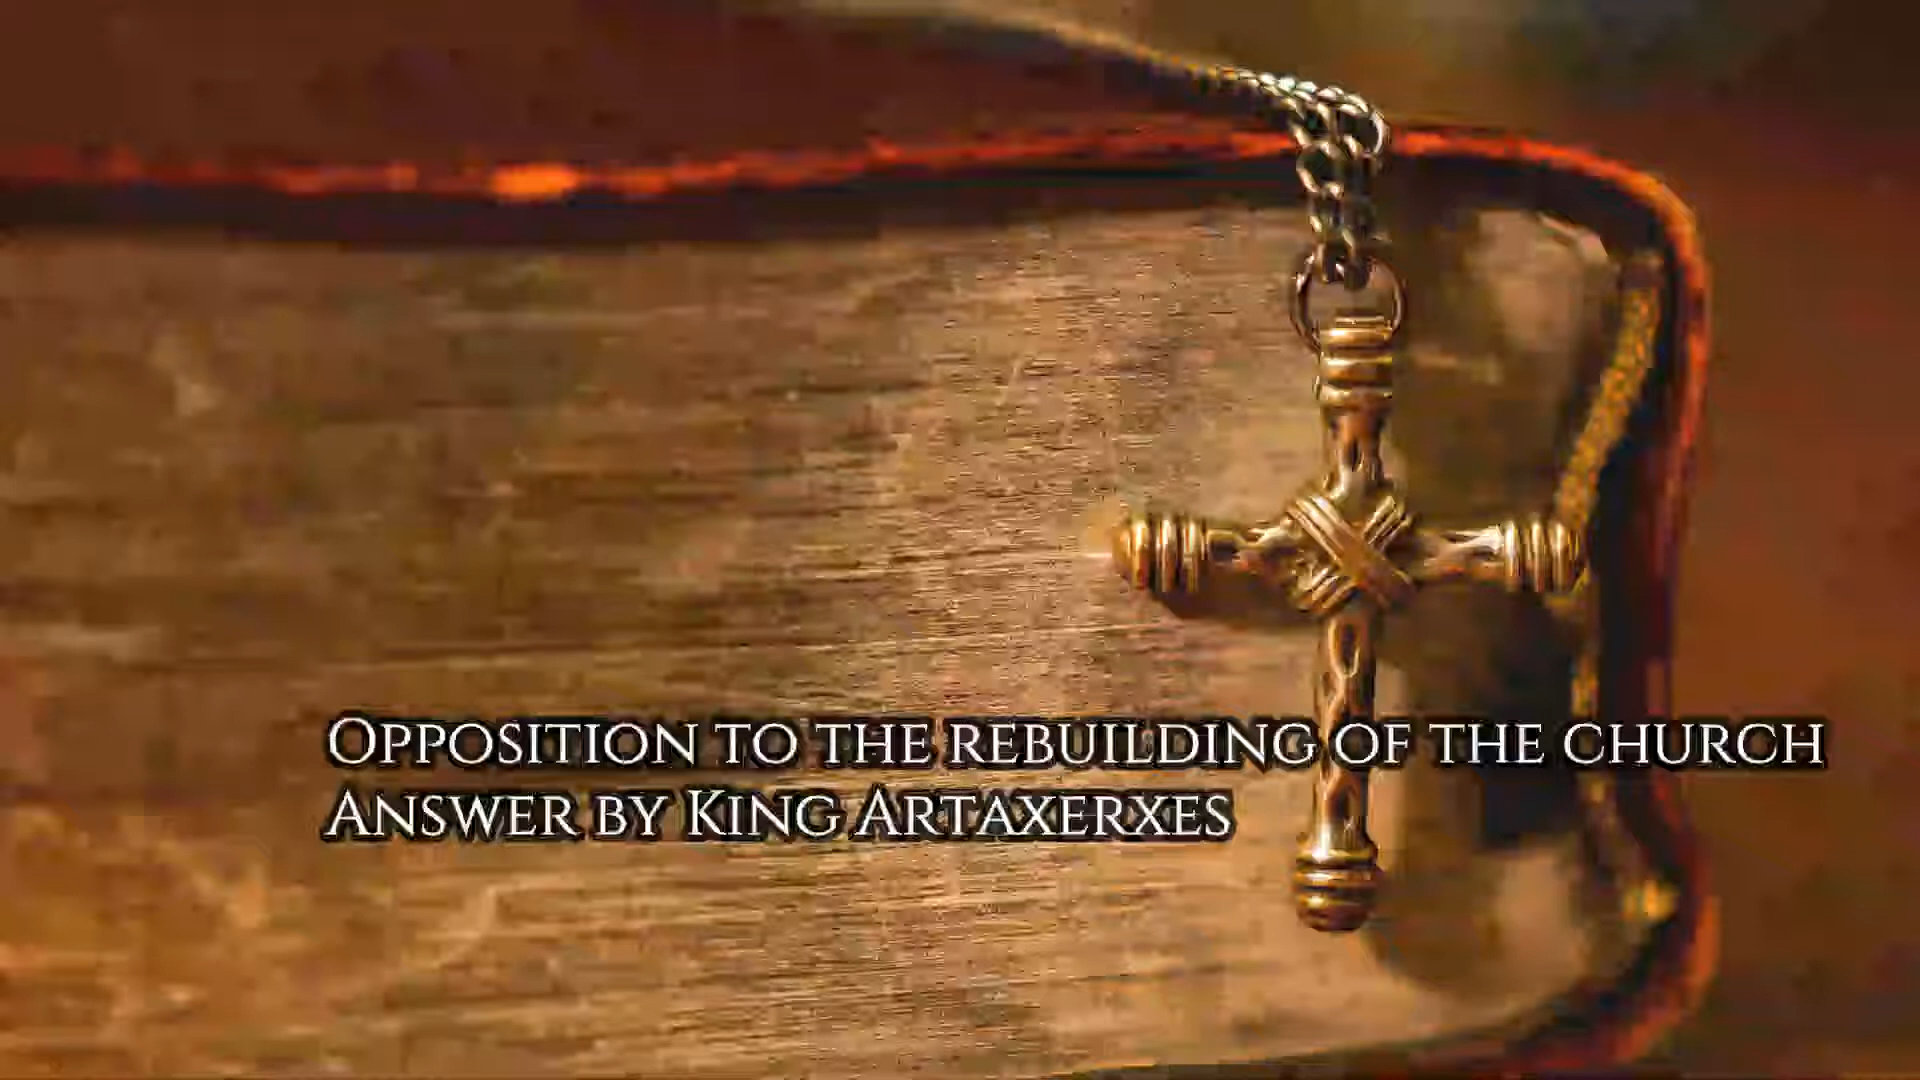 Opposition to the rebuilding of the church
Answer by King Artaxerxes